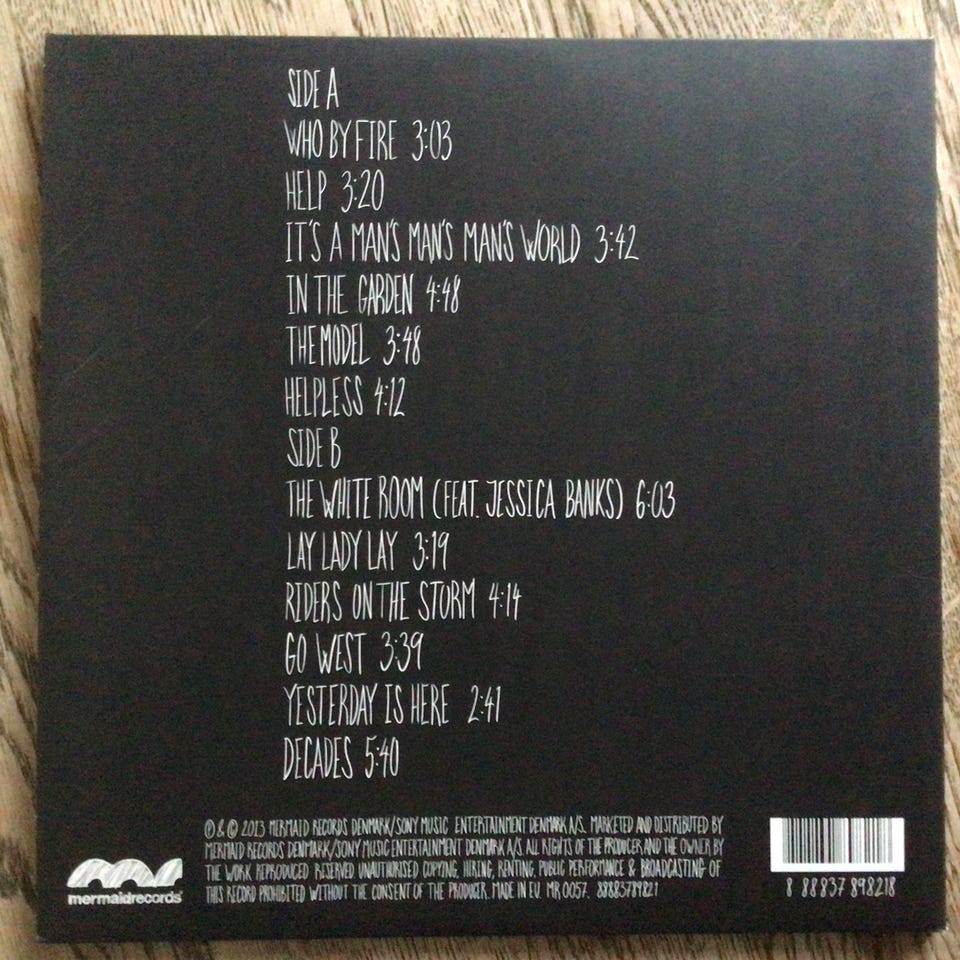 SIDE A
WHO BY FIRE 3:03
HELP 3:20
IT'S A MAN'S MAN'S MAN'S WORLD 3:42
IN THE GARDEN 4:48
THE MODEL 3:48
HELPLESS 4:12
SIDE B
THE WHITE ROOM (FEAT. JESSICA BANKS) 6:03
LAY LADY LAY 3:19
RIDERS ON THE STORM 4:14
GO WEST 3:39
YESTERDAY IS HERE 2:41
DECADES 5:40
℗ & © 2013 MERMAID RECORDS DENMARK/SONY MUSIC ENTERTAINMENT DENMARK A/S. MARKETED AND DISTRIBUTED BY
MERMAID RECORDS DENMARK/SONY MUSIC ENTERTAINMENT DENMARK A/S ALL RIGHTS OF THE PRODUCER AND THE OWNER BY
THE WORK REPRODUCED RESERVED UNAUTHORISED COPYING, HIRING, RENTING, PUBLIC PERFORMANCE & BROADCASTING OF
THIS RECORD PROHIBITED WITHOUT THE CONSENT OF THE PRODUCER. MADE IN EU. MR 0057. 88883789821
mermaidrecords
8 88837 898218